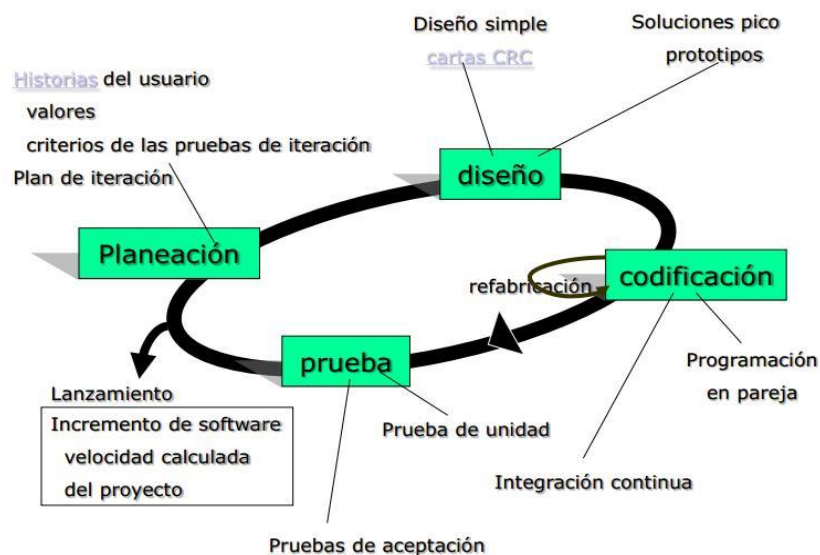 Diseño simple
cartas CRC
Soluciones pico
prototipos
Historias del usuario
valores
criterios de las pruebas de iteración
Plan de iteración
diseño
Planeación
codificación
refabricación
prueba
Programación
en pareja
Lanzamiento
Incremento de software
velocidad calculada
del proyecto
Prueba de unidad
Integración continua
Pruebas de aceptación